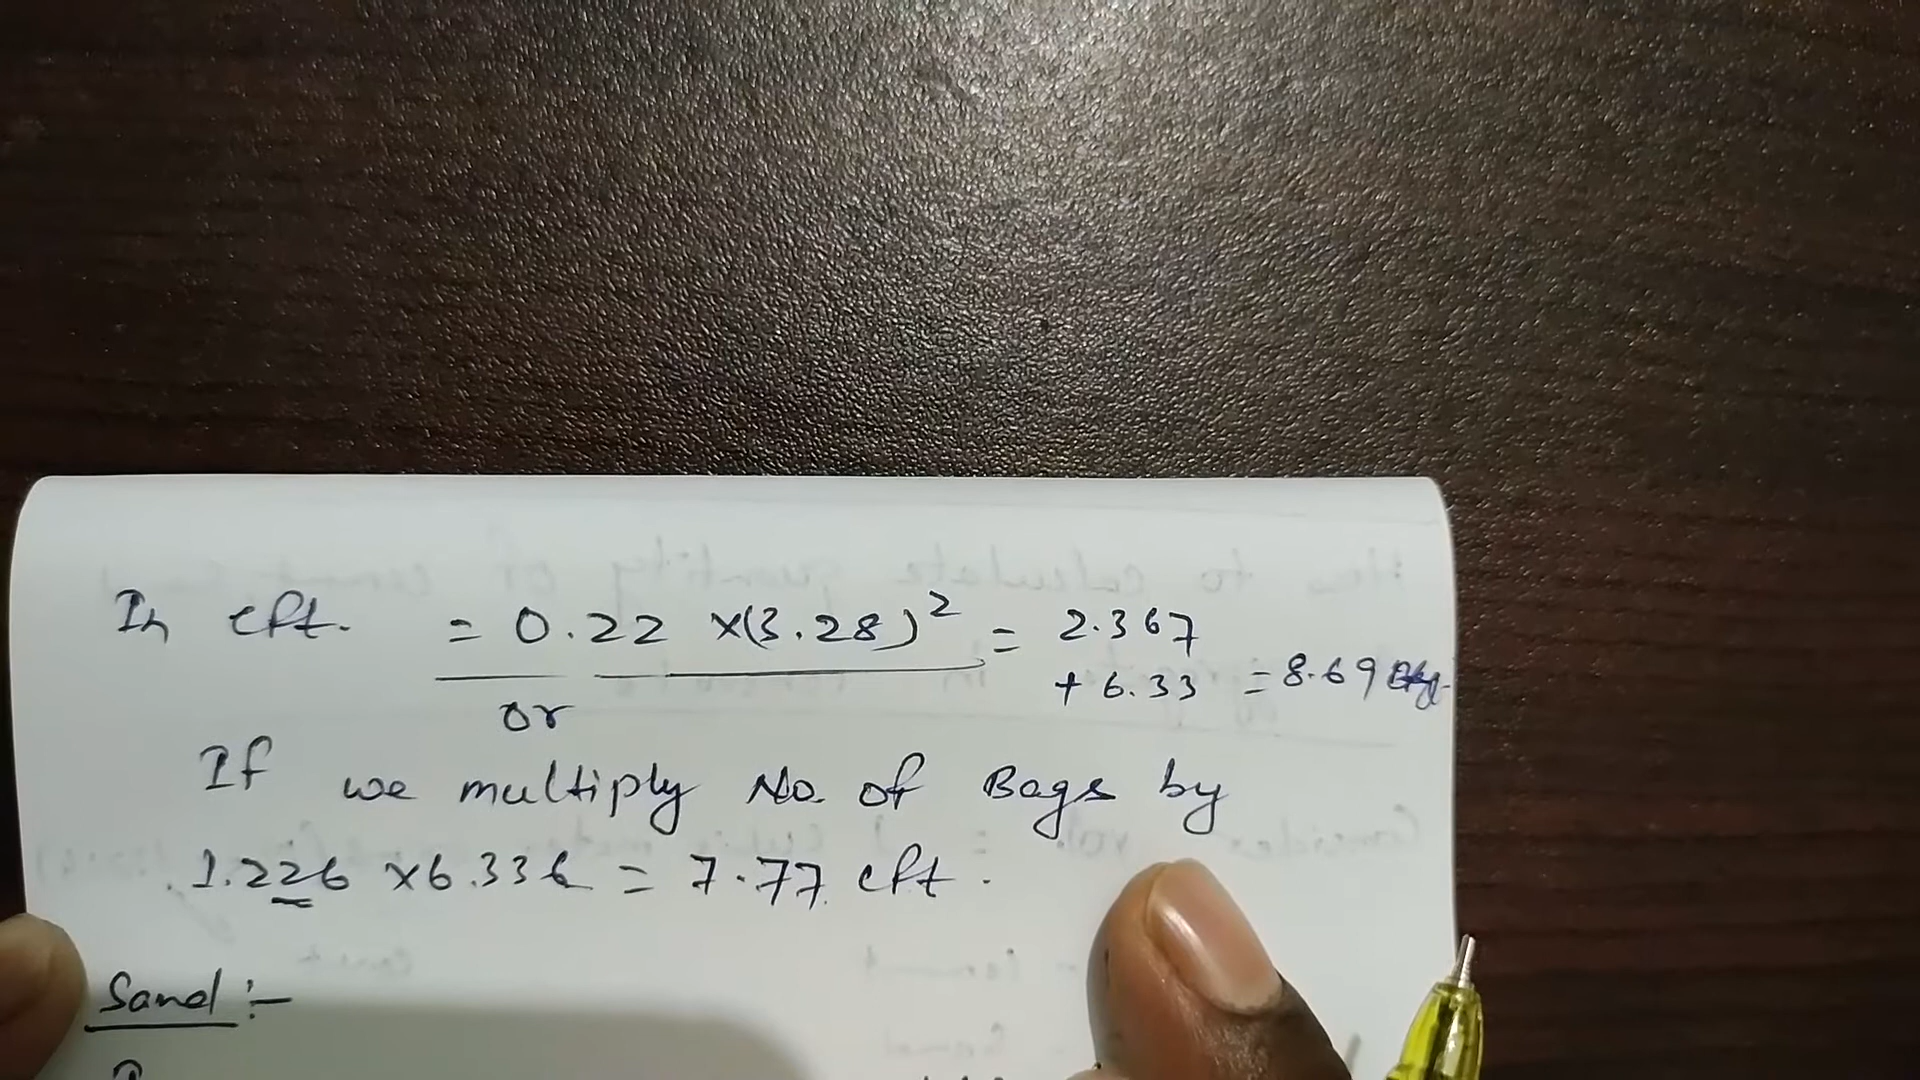 In cft. = 0.22 x(3.28)² = 2.367
+ 6.33 = 8.69
or
If we multiply No. of Bags by
1.226 x6.336 = 7.77 cft.
Sand :-